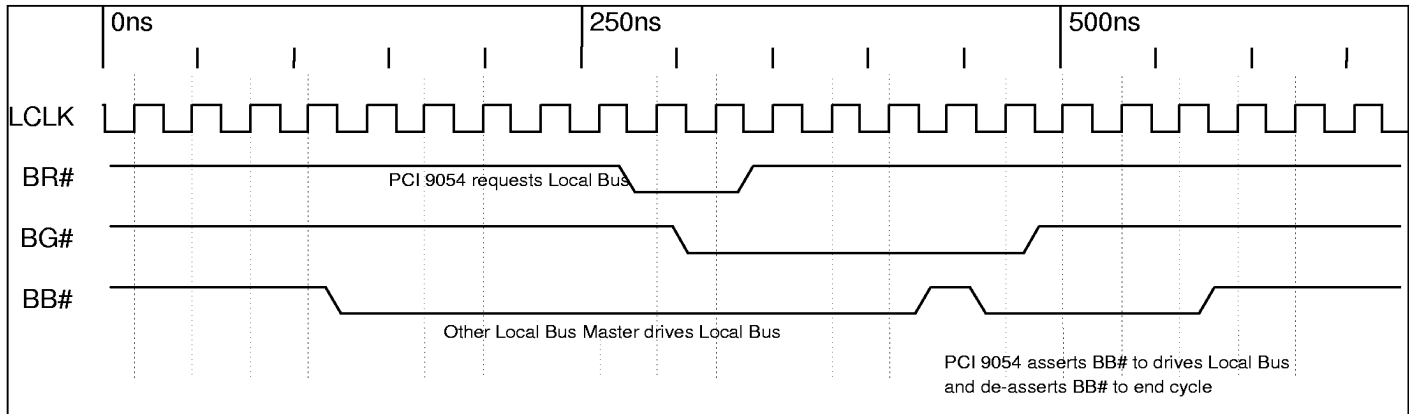 0ns
250ns
500ns
LCLK
BR#
PCI 9054 requests Local Bus
BG#
BB#
Other Local Bus Master drives Local Bus
PCI 9054 asserts BB# to drives Local Bus
and de-asserts BB# to end cycle